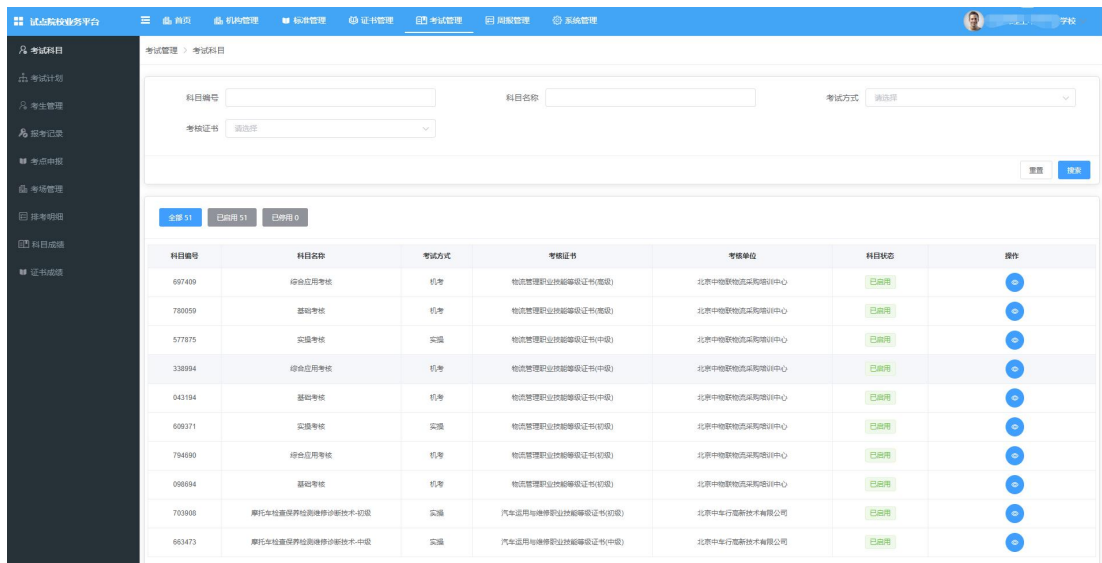 试点院校业务平台 首页 机构管理 标准管理 证书管理 考试管理 周报管理 系统管理 学校
考试科目
考试计划
考生管理
报考记录
考点申报
考场管理
排考明细
科目成绩
证书成绩
考试管理 > 考试科目
科目编号 科目名称 考试方式 请选择
考核证书 请选择
重置 搜索
全部 51 已启用 51 已停用 0
科目编号 科目名称 考试方式 考核证书 考核单位 科目状态 操作
697409 综合应用考核 机考 物流管理职业技能等级证书(高级) 北京中物联物流采购培训中心 已启用
780059 基础考核 机考 物流管理职业技能等级证书(高级) 北京中物联物流采购培训中心 已启用
577875 实操考核 实操 物流管理职业技能等级证书(中级) 北京中物联物流采购培训中心 已启用
338994 综合应用考核 机考 物流管理职业技能等级证书(中级) 北京中物联物流采购培训中心 已启用
043194 基础考核 机考 物流管理职业技能等级证书(中级) 北京中物联物流采购培训中心 已启用
609371 实操考核 实操 物流管理职业技能等级证书(初级) 北京中物联物流采购培训中心 已启用
794690 综合应用考核 机考 物流管理职业技能等级证书(初级) 北京中物联物流采购培训中心 已启用
098694 基础考核 机考 物流管理职业技能等级证书(初级) 北京中物联物流采购培训中心 已启用
703908 摩托车检查保养检测维修诊断技术-初级 实操 汽车运用与维修职业技能等级证书(初级) 北京中车行高新技术有限公司 已启用
663473 摩托车检查保养检测维修诊断技术-中级 实操 汽车运用与维修职业技能等级证书(中级) 北京中车行高新技术有限公司 已启用